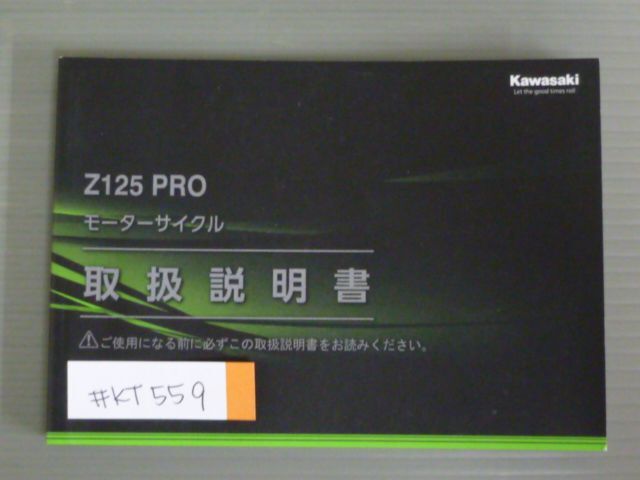 Kawasaki
Let the good times roll
Z125 PRO
モーターサイクル
取扱説明書
⚠ご使用になる前に必ずこの取扱説明書をお読みください。
#KT559